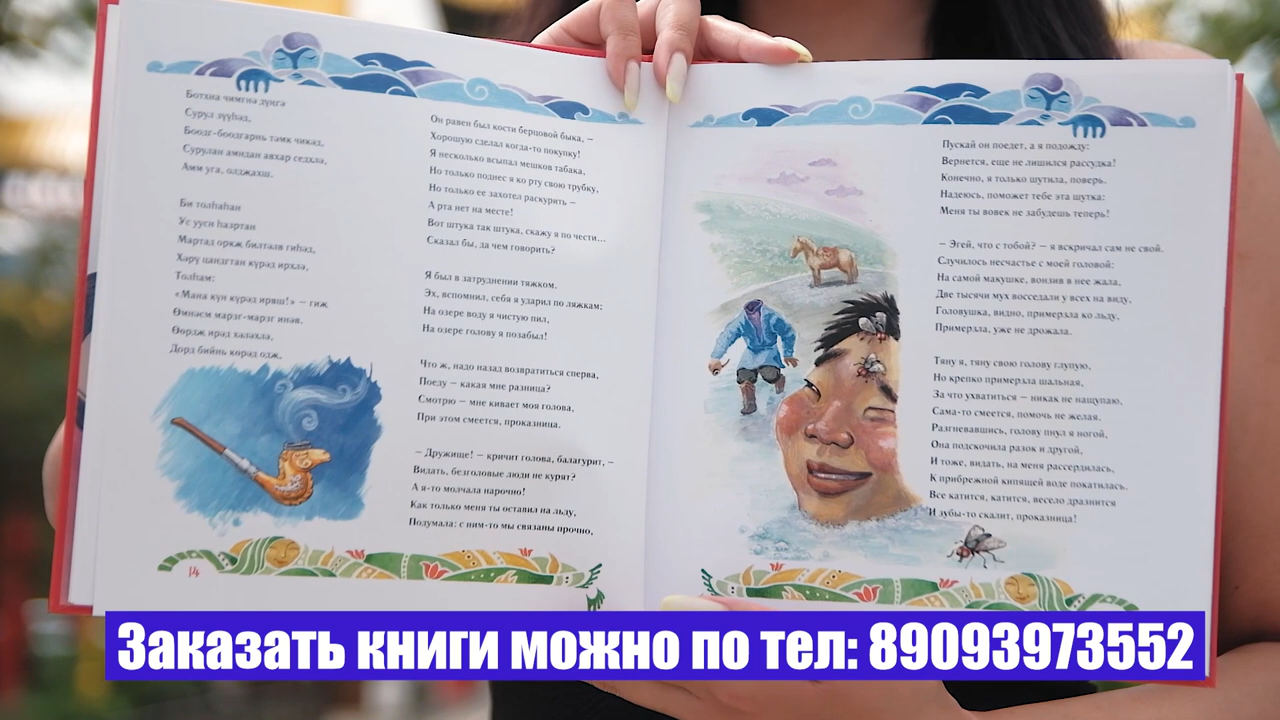 Ботхна чимгнә дүңгә
Сурул зүүһәд,
Боодг-боодгарнь тәмк чикәд,
Сурулан амндан авхар седхлә,
Амм уга, олджахш.
Би толһаһан
Ус уусн һазртан
Мартад оркҗ билтәлв гиһәд,
Хәрү цандгтан күрәд ирхлә,
Толһам:
«Мана күн күрәд ирвш!» – гиж
Өмнәсм марзг-марзг инәв.
Өөрдҗ ирәд хәләхлә,
Дорд бийнь көрәд одҗ,
14
Он равен был кости берцовой быка, –
Хорошую сделал когда-то покупку!
Я несколько всыпал мешков табака,
Но только поднес я ко рту свою трубку,
Но только ее захотел раскурить –
А рта нет на месте!
Вот штука так штука, скажу я по чести...
Сказал бы, да чем говорить?
Я был в затруднении тяжком.
Эх, вспомнил, себя я ударил по ляжкам:
На озере воду я чистую пил,
На озере голову я позабыл!
Что ж, надо назад возвратиться сперва,
Поеду – какая мне разница?
Смотрю – мне кивает моя голова,
При этом смеется, проказница.
– Дружище! – кричит голова, балагурит, –
Видать, безголовые люди не курят?
А я-то молчала нарочно!
Как только меня ты оставил на льду,
Подумала: с ним-то мы связаны прочно,
Пускай он поедет, а я подожду:
Вернется, еще не лишился рассудка!
Конечно, я только шутила, поверь.
Надеюсь, поможет тебе эта шутка:
Меня ты вовек не забудешь теперь!
– Эгей, что с тобой? – я вскричал сам не свой.
Случилось несчастье с моей головой:
На самой макушке, вонзив в нее жала,
Две тысячи мух восседали у всех на виду,
Головушка, видно, примерзла ко льду,
Примерзла, уже не дрожала.
Тяну я, тяну свою голову глупую,
Но крепко примерзла шальная,
За что ухватиться – никак не нащупаю,
Сама-то смеется, помочь не желая.
Разгневавшись, голову пнул я ногой,
Она подскочила разок и другой,
И тоже, видать, на меня рассердилась,
К прибрежной кипящей воде покатилась.
Все катится, катится, весело дразнится
И зубы-то скалит, проказница!
Заказать книги можно по тел: 89093973552